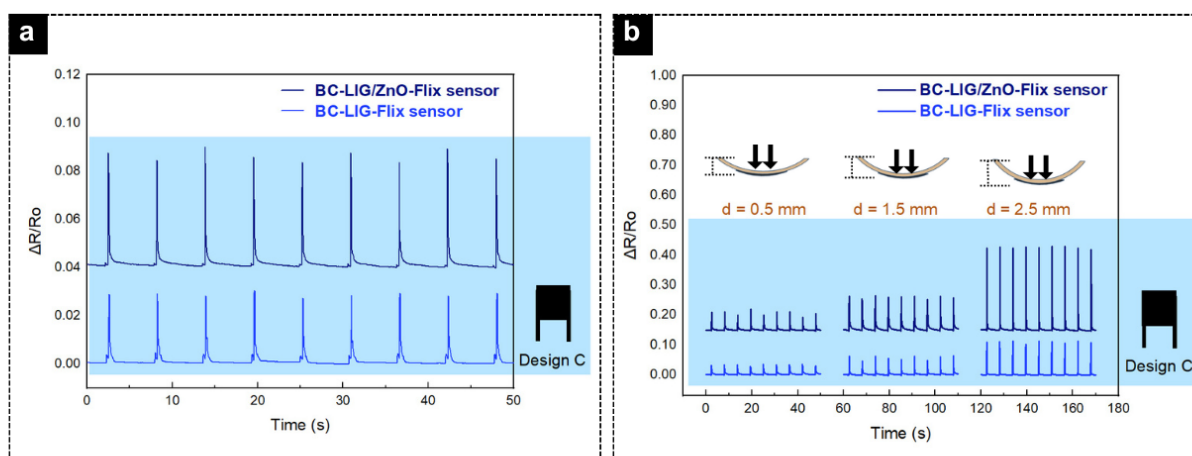 a
0.12
0.10
0.08
0.06
0.04
0.02
0.00
ΔR/Ro
BC-LIG/ZnO-Flix sensor
BC-LIG-Flix sensor
Design C
0 10 20 30 40 50
Time (s)
b
1.00
0.90
0.80
0.70
0.60
0.50
0.40
0.30
0.20
0.10
0.00
ΔR/Ro
BC-LIG/ZnO-Flix sensor
BC-LIG-Flix sensor
d = 0.5 mm d = 1.5 mm d = 2.5 mm
Design C
0 20 40 60 80 100 120 140 160 180
Time (s)